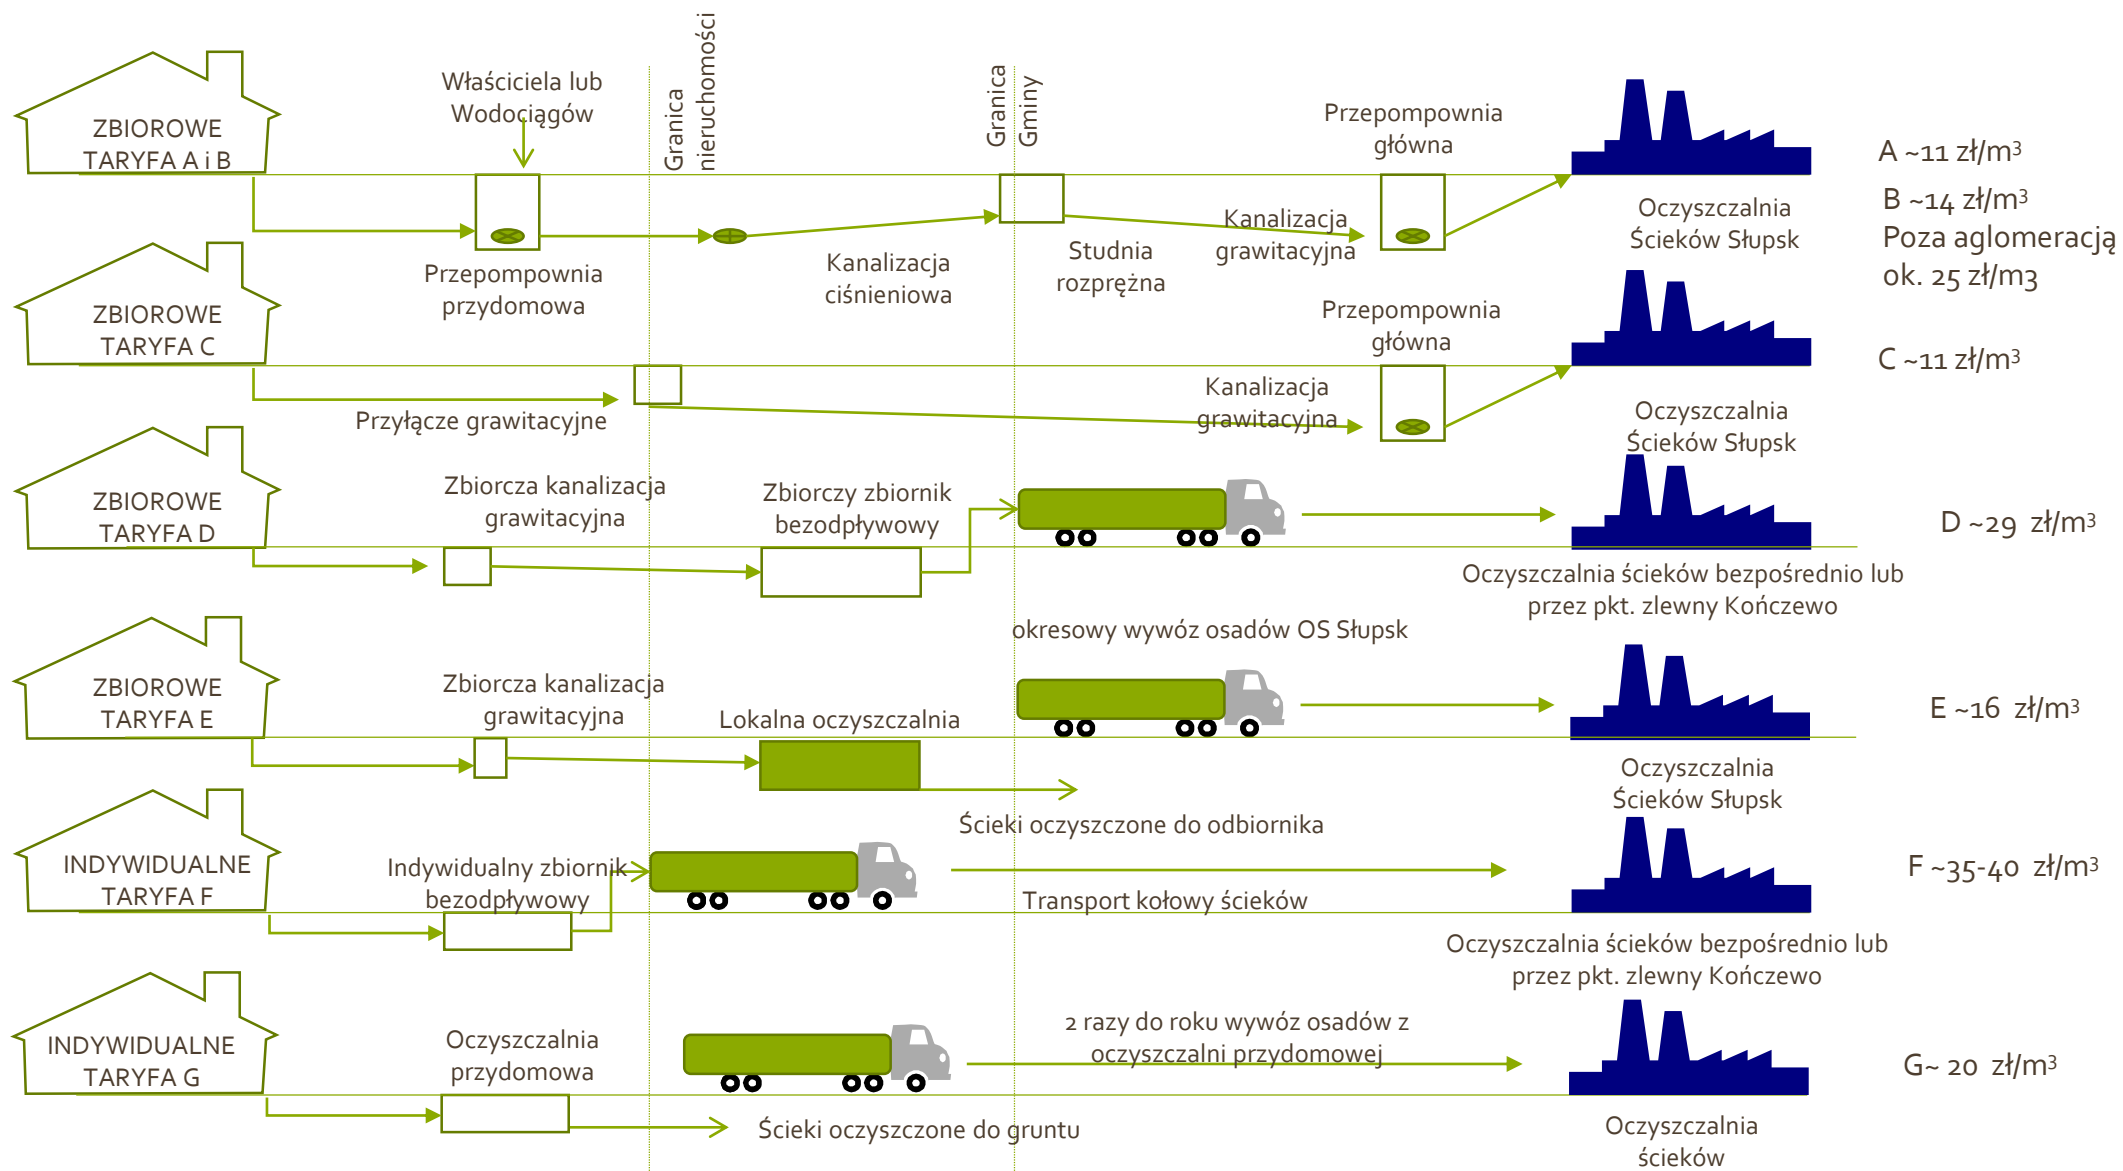 ZBIOROWE
TARYFA A i B
Właściciela lub
Wodociągów
Granica
nieruchomości
Granica
Gminy
Przepompownia
główna
Przepompownia
przydomowa
Kanalizacja
ciśnieniowa
Studnia
rozprężna
Kanalizacja
grawitacyjna
Oczyszczalnia
Ścieków Słupsk
A ~11 zł/m³
B ~14 zł/m³
Poza aglomeracją
ok. 25 zł/m3
ZBIOROWE
TARYFA C
Przyłącze grawitacyjne
Kanalizacja
grawitacyjna
Przepompownia
główna
Oczyszczalnia
Ścieków Słupsk
C ~11 zł/m³
ZBIOROWE
TARYFA D
Zbiorcza kanalizacja
grawitacyjna
Zbiorczy zbiornik
bezodpływowy
Oczyszczalnia ścieków bezpośrednio lub
przez pkt. zlewny Kończewo
D ~29 zł/m³
ZBIOROWE
TARYFA E
Zbiorcza kanalizacja
grawitacyjna
Lokalna oczyszczalnia
okresowy wywóz osadów OS Słupsk
Ścieki oczyszczone do odbiornika
Oczyszczalnia
Ścieków Słupsk
E ~16 zł/m³
INDYWIDUALNE
TARYFA F
Indywidualny zbiornik
bezodpływowy
Transport kołowy ścieków
Oczyszczalnia ścieków bezpośrednio lub
przez pkt. zlewny Kończewo
F ~35-40 zł/m³
INDYWIDUALNE
TARYFA G
Oczyszczalnia
przydomowa
2 razy do roku wywóz osadów z
oczyszczalni przydomowej
Ścieki oczyszczone do gruntu
Oczyszczalnia
ścieków
G~ 20 zł/m³